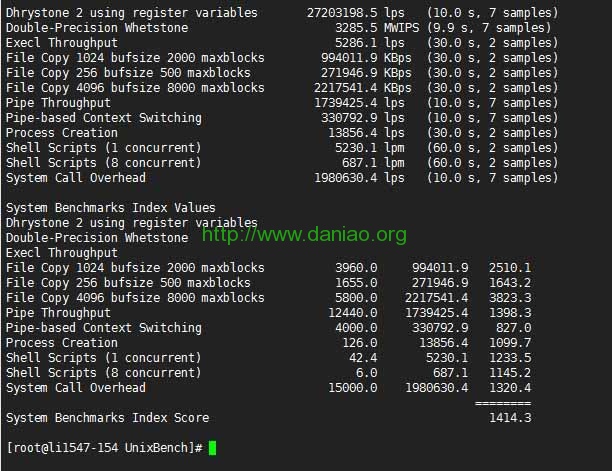 Dhrystone 2 using register variables 27203198.5 lps (10.0 s, 7 samples)
Double-Precision Whetstone 3285.5 MWIPS (9.9 s, 7 samples)
Execl Throughput 5286.1 lps (30.0 s, 2 samples)
File Copy 1024 bufsize 2000 maxblocks 994011.9 KBps (30.0 s, 2 samples)
File Copy 256 bufsize 500 maxblocks 271946.9 KBps (30.0 s, 2 samples)
File Copy 4096 bufsize 8000 maxblocks 2217541.4 KBps (30.0 s, 2 samples)
Pipe Throughput 1739425.4 lps (10.0 s, 7 samples)
Pipe-based Context Switching 330792.9 lps (10.0 s, 7 samples)
Process Creation 13856.4 lps (30.0 s, 2 samples)
Shell Scripts (1 concurrent) 5230.1 lpm (60.0 s, 2 samples)
Shell Scripts (8 concurrent) 687.1 lpm (60.0 s, 2 samples)
System Call Overhead 1980630.4 lps (10.0 s, 7 samples)
System Benchmarks Index Values
Dhrystone 2 using register variables
Double-Precision Whetstone
http://www.daniao.org
Execl Throughput
File Copy 1024 bufsize 2000 maxblocks 3960.0 994011.9 2510.1
File Copy 256 bufsize 500 maxblocks 1655.0 271946.9 1643.2
File Copy 4096 bufsize 8000 maxblocks 5800.0 2217541.4 3823.3
Pipe Throughput 12440.0 1739425.4 1398.3
Pipe-based Context Switching 4000.0 330792.9 827.0
Process Creation 126.0 13856.4 1099.7
Shell Scripts (1 concurrent) 42.4 5230.1 1233.5
Shell Scripts (8 concurrent) 6.0 687.1 1145.2
System Call Overhead 15000.0 1980630.4 1320.4
========
System Benchmarks Index Score 1414.3
[root@li1547-154 UnixBench]#